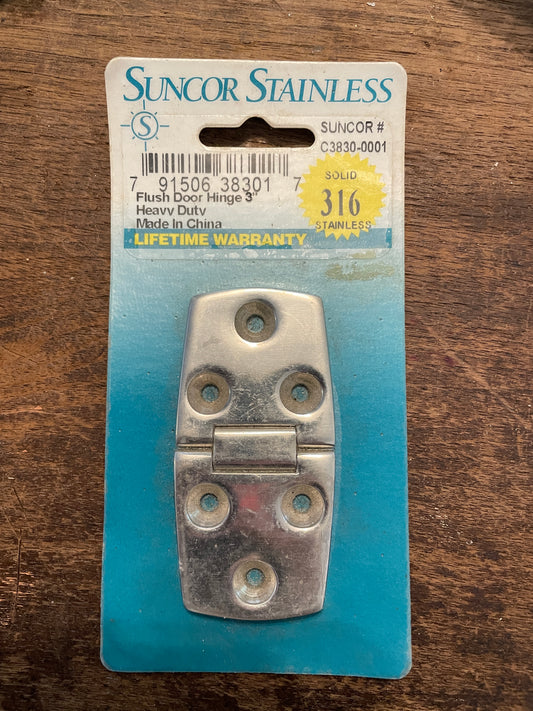 SUNCOR STAINLESS
S
SUNCOR #
C3830-0001
7 91506 38301 7
Flush Door Hinge 3"
Heavy Duty
Made In China
LIFETIME WARRANTY
SOLID
316
STAINLESS